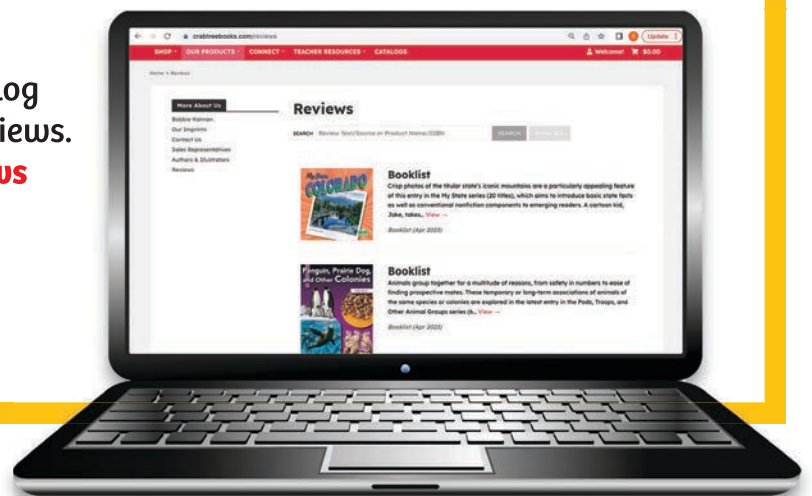 log
iews.
ws
crabtreebooks.com/reviews
Update
SHOP OUR PRODUCTS CONNECT TEACHER RESOURCES CATALOGS
Welcome! $0.00
Home > Reviews
More About Us
Bobbie Kalman
Our Imprints
Contact Us
Sales Representatives
Authors & Illustrators
Reviews
Reviews
SEARCH Review Text/Source or Product Name/ISBN SEARCH
My State
COLORADO
Booklist
Crisp photos of the titular state's iconic mountains are a particularly appealing feature
of this entry in the My State series (20 titles), which aims to introduce basic state facts
as well as conventional nonfiction components to emerging readers. A cartoon kid,
Jake, takes... View →
Booklist (Apr 2023)
Penguin, Prairie Dog,
and Other Colonies
Booklist
Animals group together for a multitude of reasons, from safety in numbers to ease of
finding prospective mates. These temporary or long-term associations of animals of
the same species or colonies are explored in the latest entry in the Pods, Troops, and
Other Animal Groups series (6... View →
Booklist (Apr 2023)